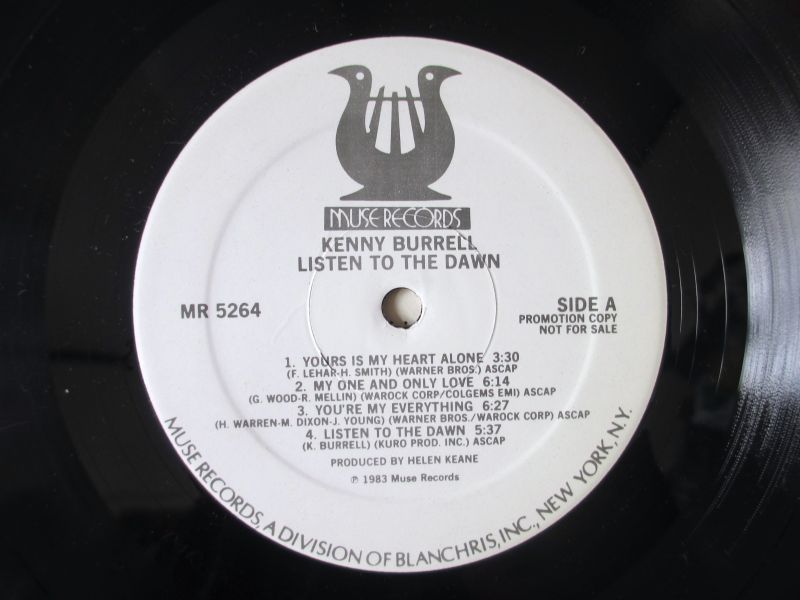 MUSE RECORDS
KENNY BURRELL
LISTEN TO THE DAWN
MR 5264
SIDE A
PROMOTION COPY
NOT FOR SALE
1. YOURS IS MY HEART ALONE 3:30
(F. LEHAR-H. SMITH) (WARNER BROS.) ASCAP
2. MY ONE AND ONLY LOVE 6:14
(G. WOOD-R. MELLIN) (WAROCK CORP/COLGEMS EMI) ASCAP
3. YOU'RE MY EVERYTHING 6:27
(H. WARREN-M. DIXON-J. YOUNG) (WARNER BROS./WAROCK CORP) ASCAP
4. LISTEN TO THE DAWN 5:37
(K. BURRELL) (KURO PROD. INC.) ASCAP
PRODUCED BY HELEN KEANE
℗ 1983 Muse Records
MUSE RECORDS, A DIVISION OF BLANCHRIS, INC., NEW YORK, N.Y.